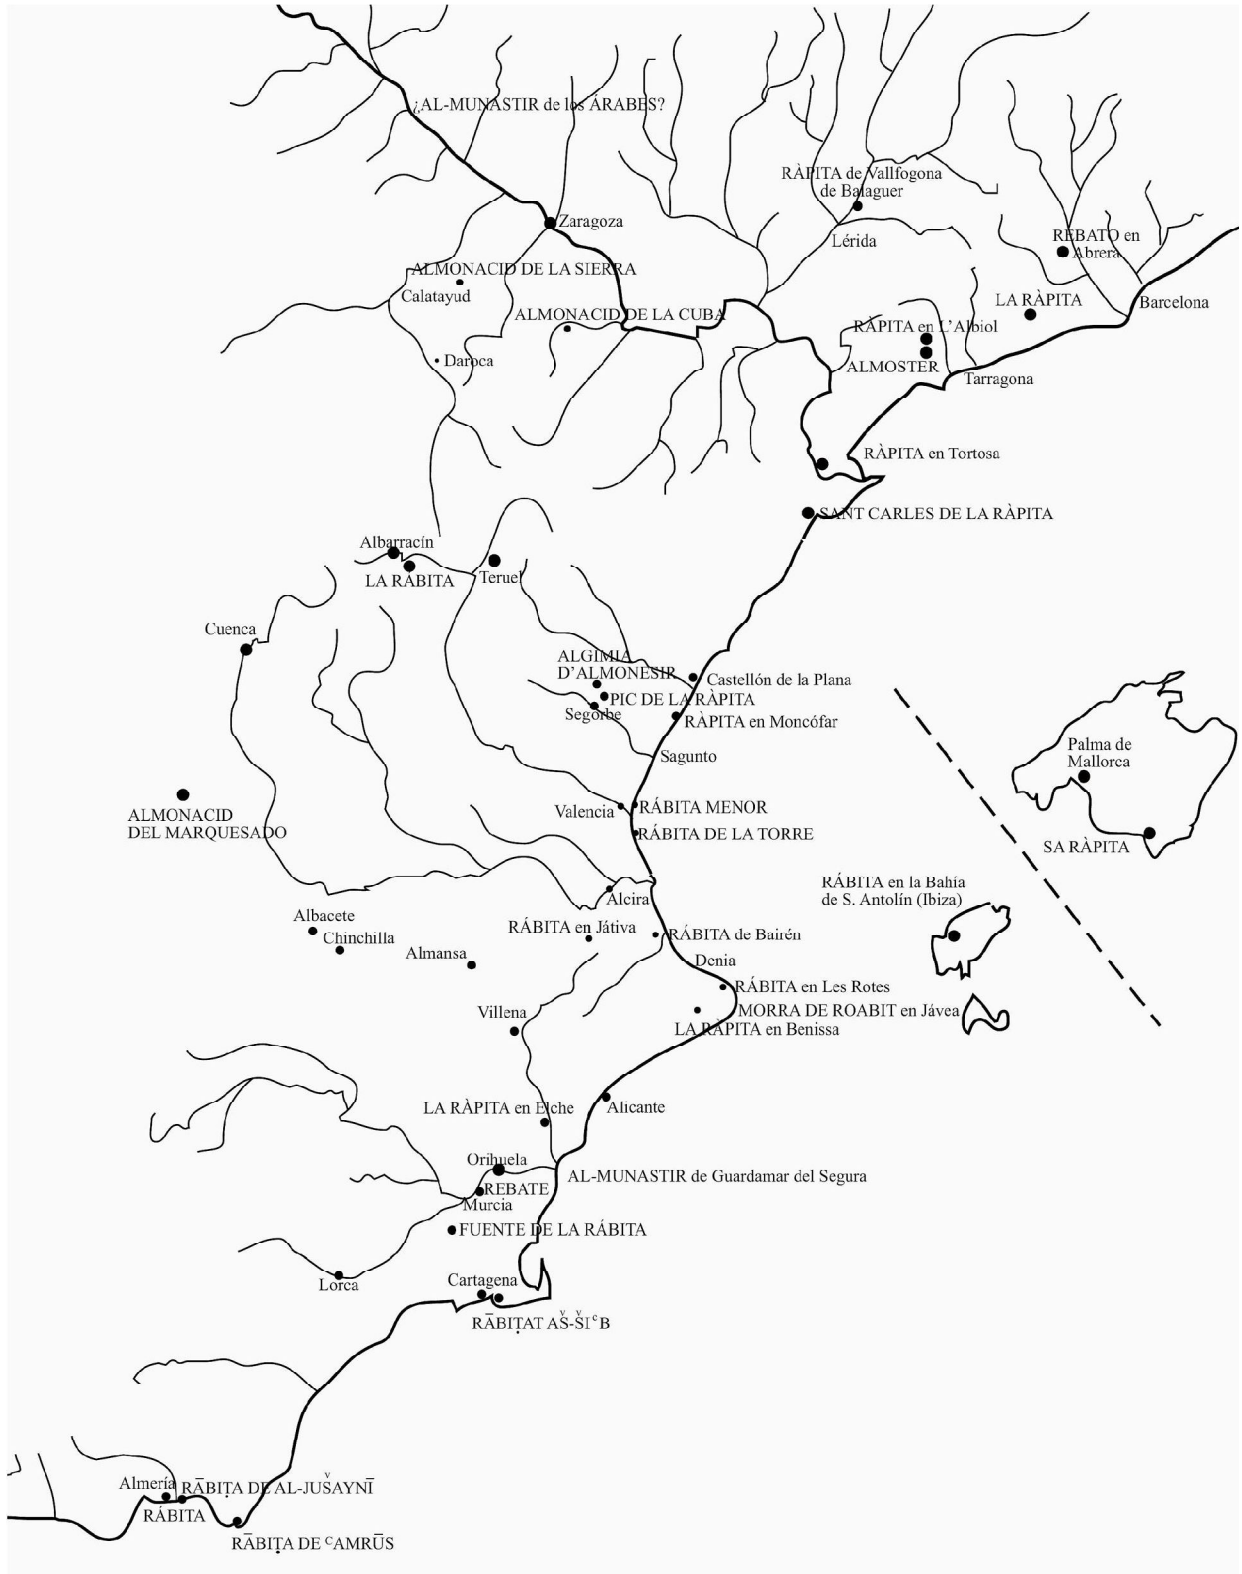 ¿AL-MUNASTIR de los ÁRABES?
RÀPITA de Vallfogona
de Balaguer
Zaragoza
Lérida
REBATO en
Abrera
ALMONACID DE LA SIERRA
Calatayud
LA RÀPITA
Barcelona
ALMONACID DE LA CUBA
RÀPITA en L'Albiol
Daroca
ALMOSTER
Tarragona
RÀPITA en Tortosa
SANT CARLES DE LA RÀPITA
Albarracín
LA RÁBITA
Teruel
Cuenca
ALGIMIA
D'ALMONESIR
Castellón de la Plana
PIC DE LA RÀPITA
Segorbe
RÀPITA en Moncófar
Sagunto
Palma de
Mallorca
Valencia
RÁBITA MENOR
ALMONACID
DEL MARQUESADO
RÁBITA DE LA TORRE
SA RÀPITA
RÁBITA en la Bahía
de S. Antolín (Ibiza)
Alcira
Albacete
Chinchilla
RÁBITA en Játiva
RÁBITA de Bairén
Almansa
Denia
RÁBITA en Les Rotes
Villena
MORRA DE ROABIT en Jávea
LA RÀPITA en Benissa
LA RÀPITA en Elche
Alicante
Orihuela
AL-MUNASTIR de Guardamar del Segura
REBATE
Murcia
FUENTE DE LA RÁBITA
Lorca
Cartagena
RĀBIṬAT AŠ-ŠIᶜB
Almería
RĀBIṬA DE AL-JUŠAYNĪ
RÁBITA
RĀBIṬA DE ᶜAMRŪS